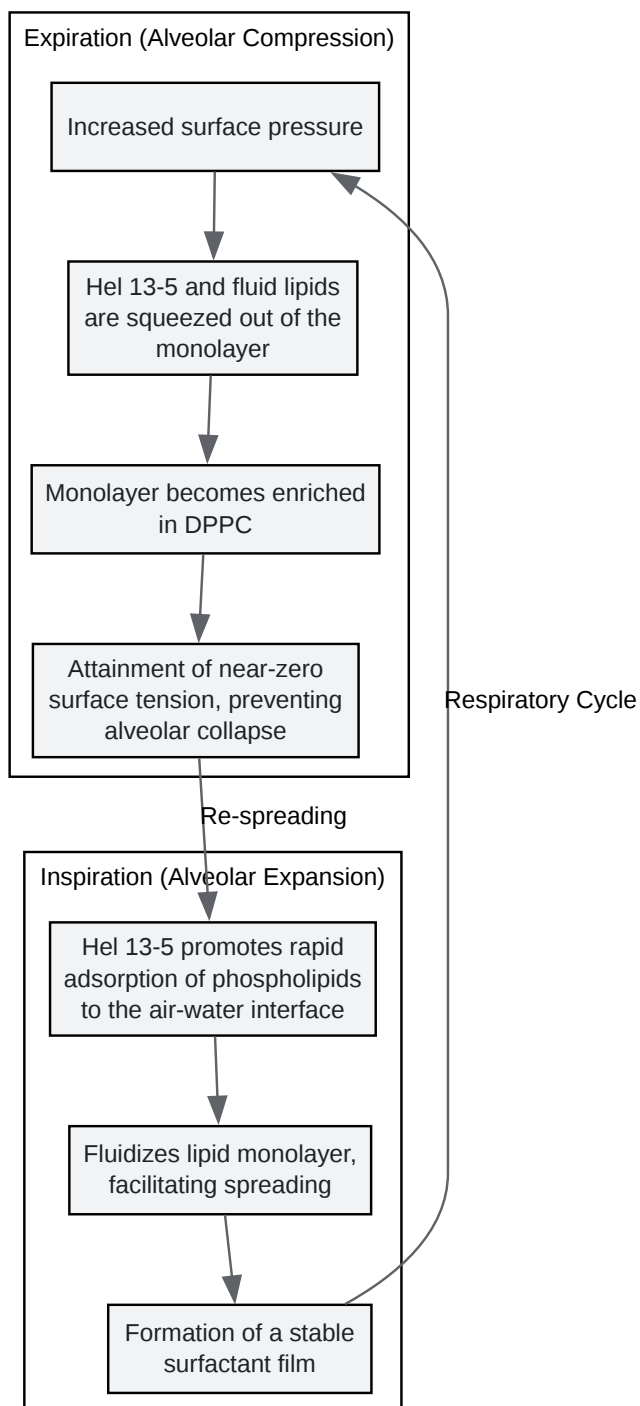 Expiration (Alveolar Compression)
Increased surface pressure
Hel 13-5 and fluid lipids
are squeezed out of the
monolayer
Monolayer becomes enriched
in DPPC
Attainment of near-zero
surface tension, preventing
alveolar collapse
Respiratory Cycle
Re-spreading
Inspiration (Alveolar Expansion)
Hel 13-5 promotes rapid
adsorption of phospholipids
to the air-water interface
Fluidizes lipid monolayer,
facilitating spreading
Formation of a stable
surfactant film